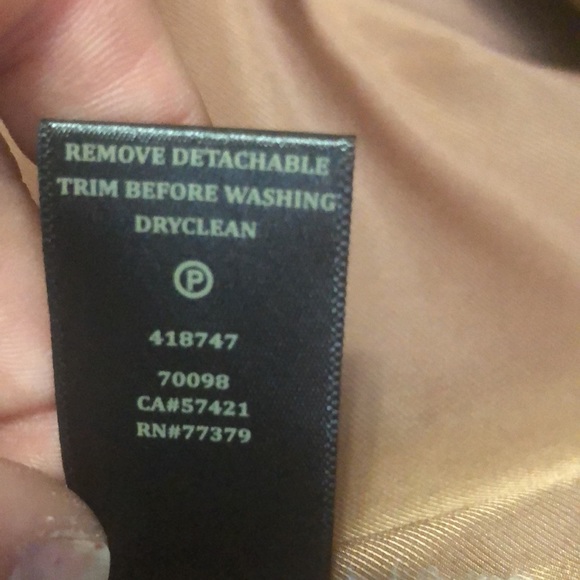 REMOVE DETACHABLE
TRIM BEFORE WASHING
DRYCLEAN
P
418747
70098
CA#57421
RN#77379